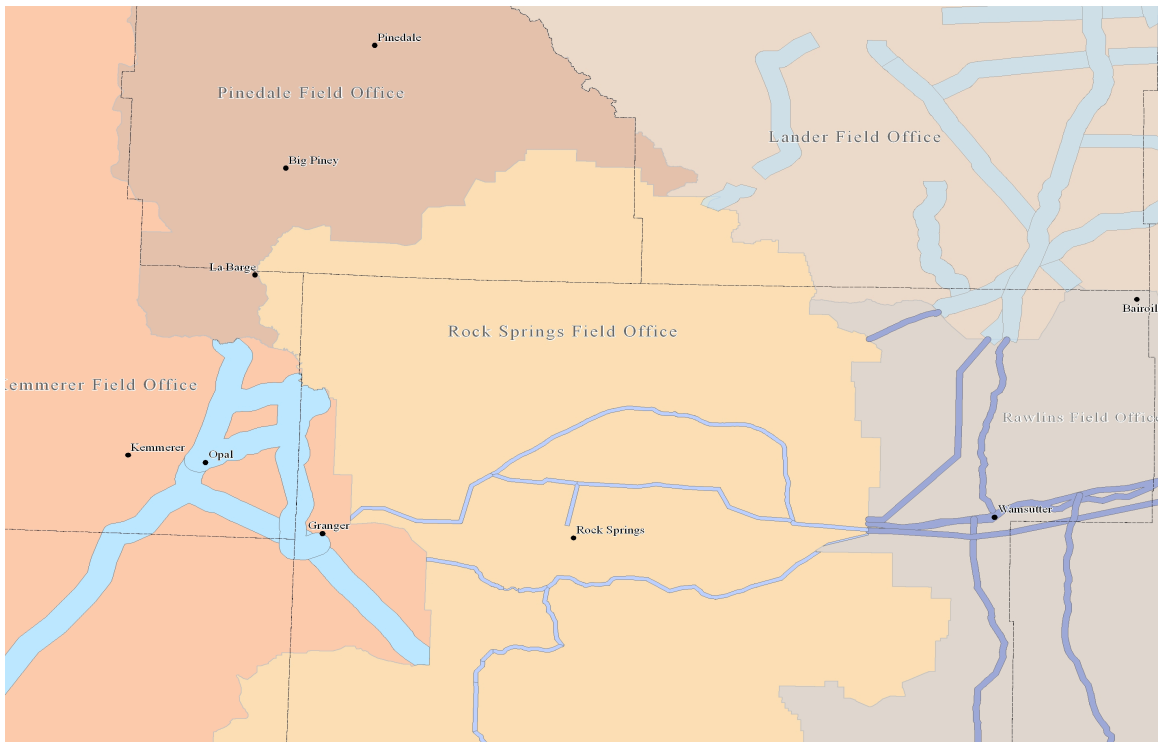 Pinedale
Pinedale Field Office
Lander Field Office
Big Piney
La Barge
Bairoil
Rock Springs Field Office
emmerer Field Office
Rawlins Field Offic
Kemmerer
Opal
Wamsutter
Granger
Rock Springs